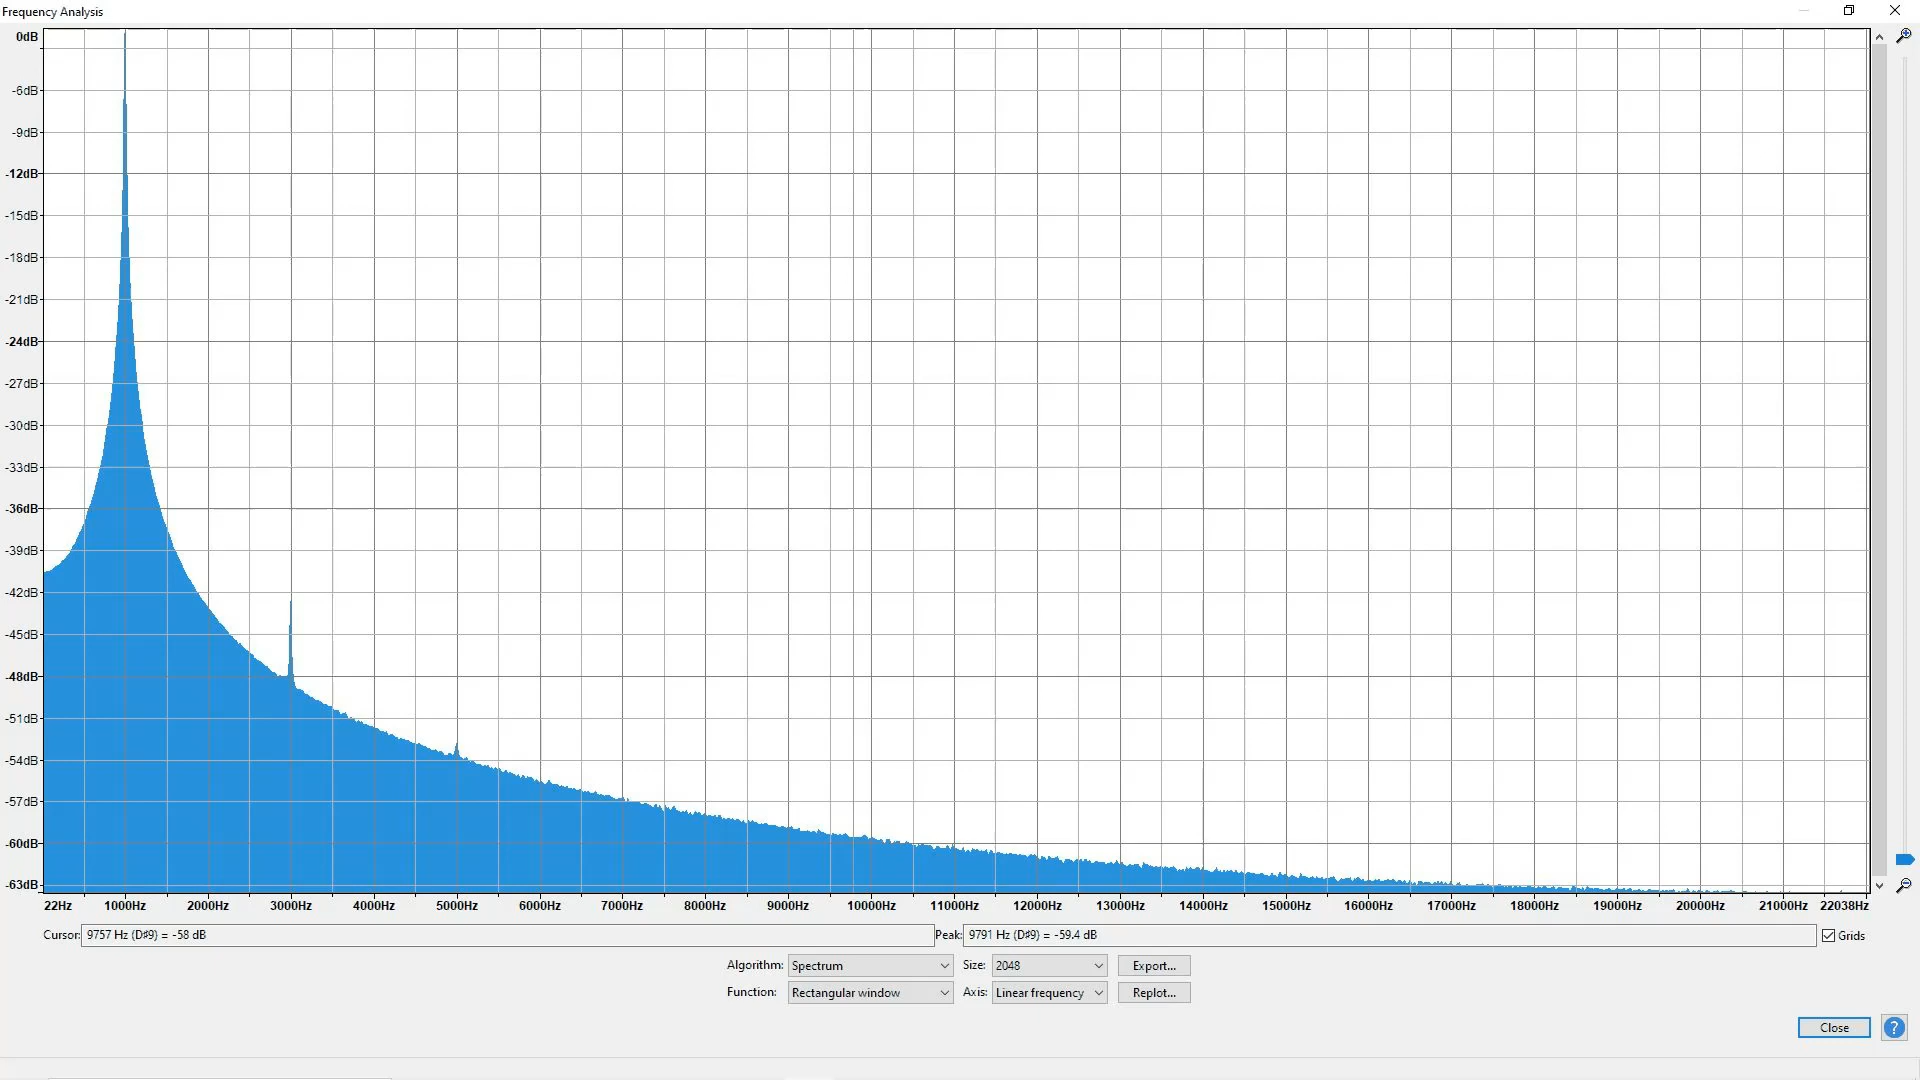 Frequency Analysis
0dB
-6dB
-9dB
-12dB
-15dB
-18dB
-21dB
-24dB
-27dB
-30dB
-33dB
-36dB
-39dB
-42dB
-45dB
-48dB
-51dB
-54dB
-57dB
-60dB
-63dB
22Hz 1000Hz 2000Hz 3000Hz 4000Hz 5000Hz 6000Hz 7000Hz 8000Hz 9000Hz 10000Hz 11000Hz 12000Hz 13000Hz 14000Hz 15000Hz 16000Hz 17000Hz 18000Hz 19000Hz 20000Hz 21000Hz 22038Hz
Cursor: 9757 Hz (D♯9) = -58 dB Peak: 9791 Hz (D♯9) = -59.4 dB Grids
Algorithm: Spectrum Size: 2048 Export...
Function: Rectangular window Axis: Linear frequency Replot...
Close ?